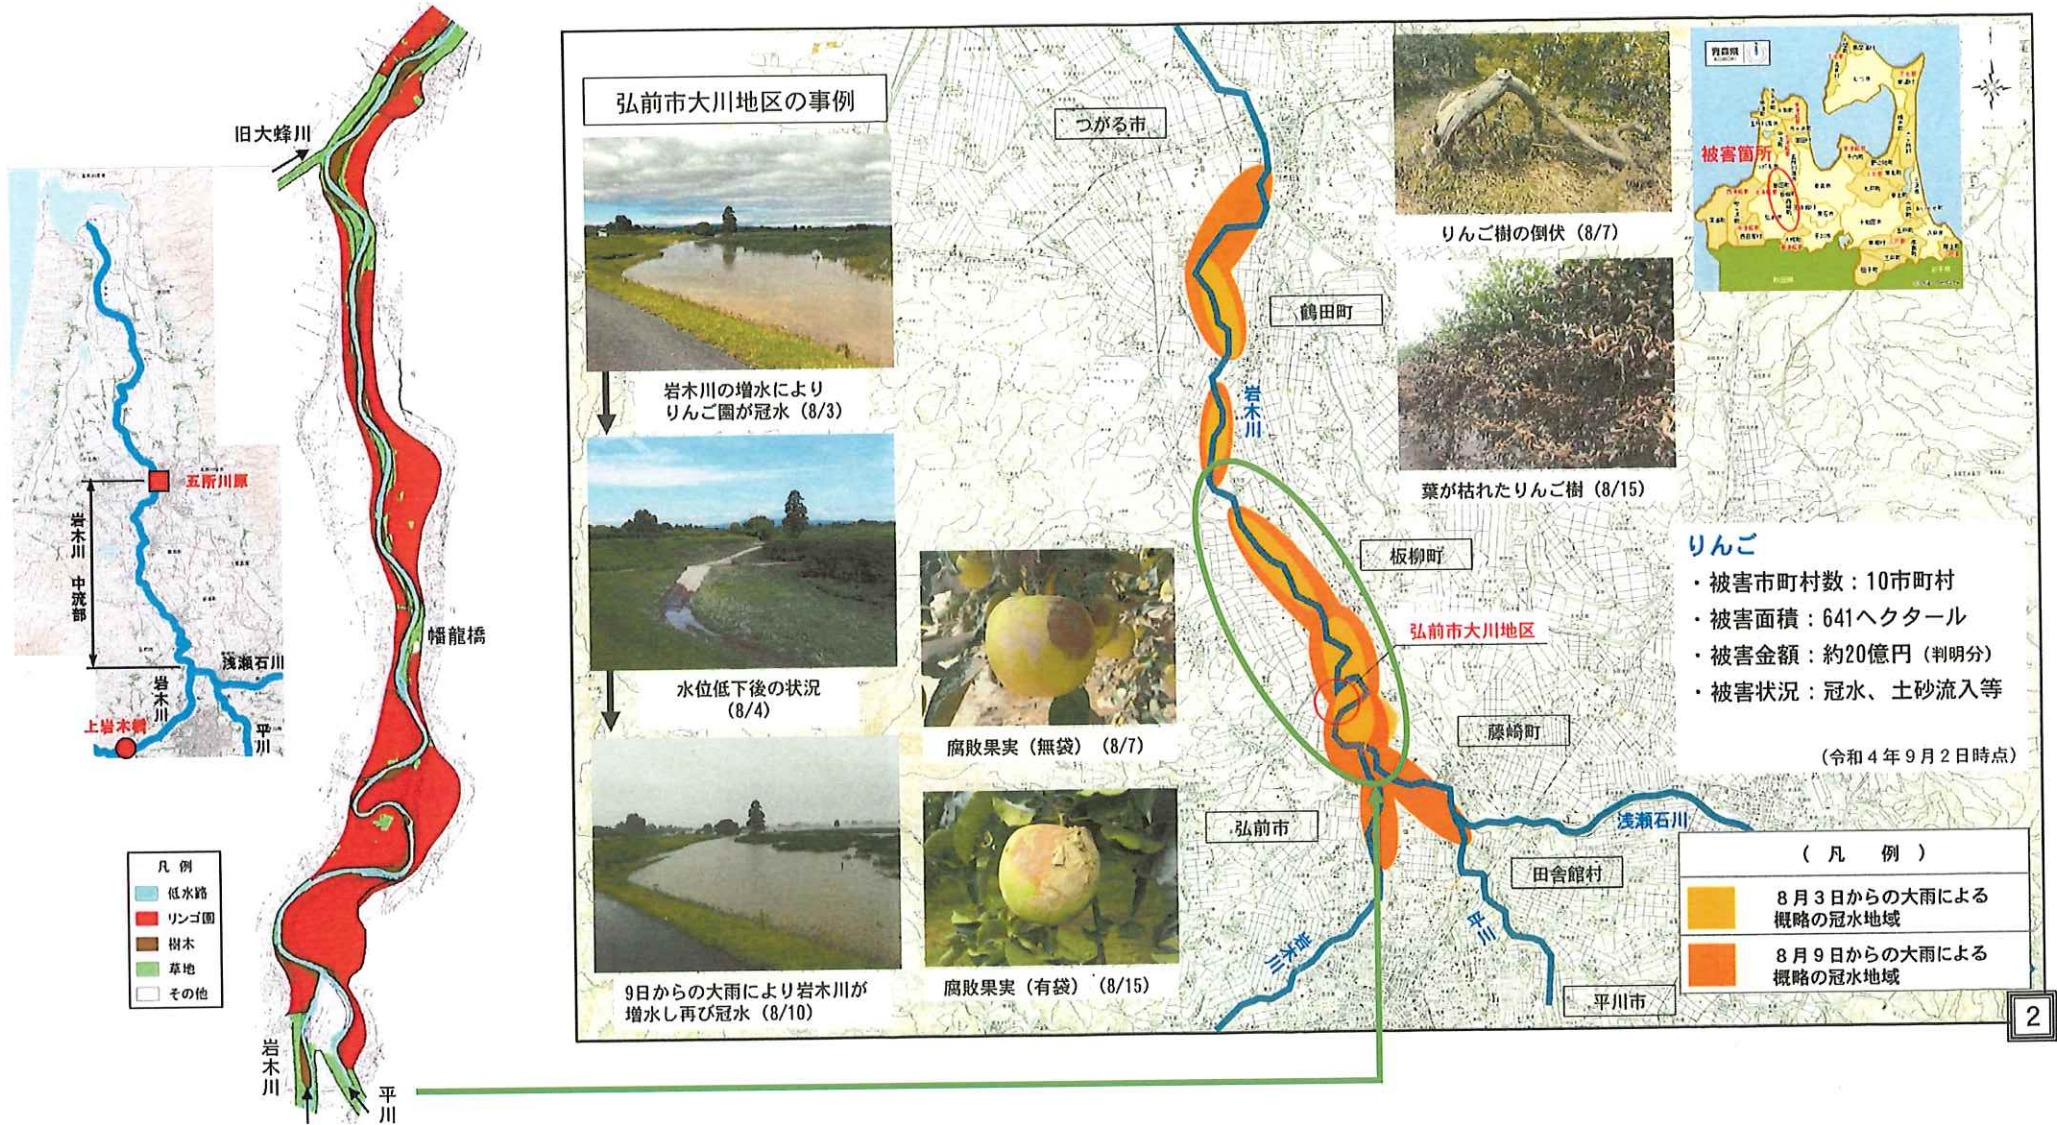 旧大蜂川
五所川原
岩木川 中流部
浅瀬石川
岩木川
上岩木橋
平川
幡龍橋
凡 例
低水路
リンゴ園
樹木
草地
その他
岩木川
平川
弘前市大川地区の事例
岩木川の増水により
りんご園が冠水 (8/3)
水位低下後の状況
(8/4)
9日からの大雨により岩木川が
増水し再び冠水 (8/10)
腐敗果実（無袋）(8/7)
腐敗果実（有袋）(8/15)
つがる市
鶴田町
岩木川
板柳町
弘前市大川地区
藤崎町
弘前市
浅瀬石川
田舎館村
平川
岩木川
平川市
りんご樹の倒伏 (8/7)
葉が枯れたりんご樹 (8/15)
青森県
被害箇所
りんご
・被害市町村数：10市町村
・被害面積：641ヘクタール
・被害金額：約20億円（判明分）
・被害状況：冠水、土砂流入等
（令和４年９月２日時点）
（ 凡 例 ）
８月３日からの大雨による
概略の冠水地域
８月９日からの大雨による
概略の冠水地域
2